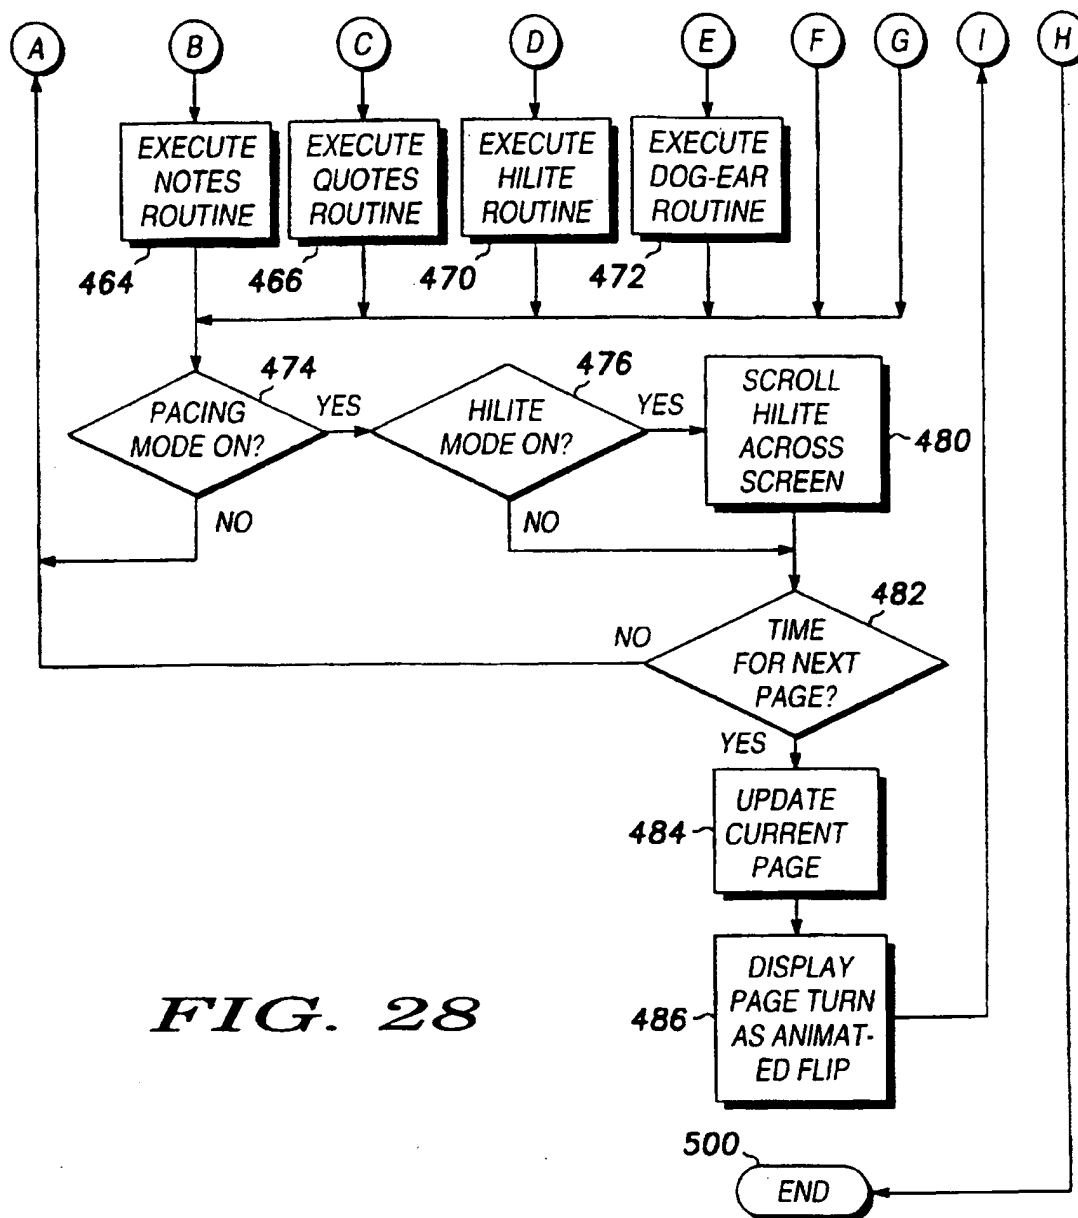 A B C D E F G I H
EXECUTE
NOTES
ROUTINE
464
EXECUTE
QUOTES
ROUTINE
466
EXECUTE
HILITE
ROUTINE
470
EXECUTE
DOG-EAR
ROUTINE
472
PACING
MODE ON?
474
YES
NO
HILITE
MODE ON?
476
YES
NO
SCROLL
HILITE
ACROSS
SCREEN
480
TIME
FOR NEXT
PAGE?
482
NO
YES
UPDATE
CURRENT
PAGE
484
DISPLAY
PAGE TURN
AS ANIMAT-
ED FLIP
486
FIG. 28
500
END